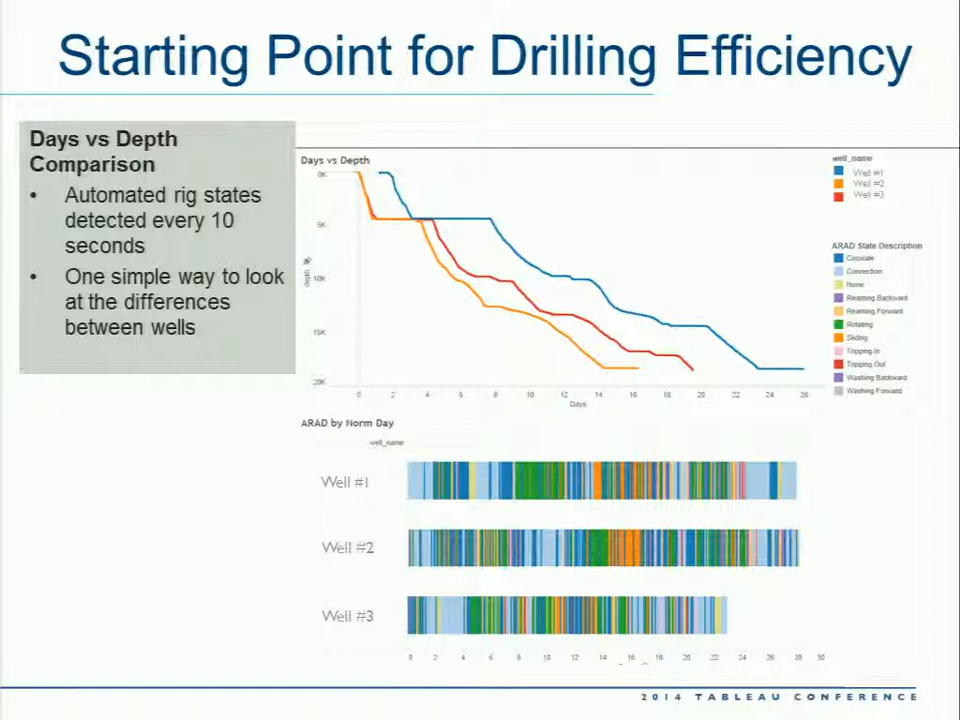 Starting Point for Drilling Efficiency
Days vs Depth
Comparison
• Automated rig states
detected every 10
seconds
• One simple way to look
at the differences
between wells
Days vs Depth
0K
5K
10K
15K
20K
0 2 4 6 8 10 12 14 16 18 20 22 24 26
Days
well_name
Well #1
Well #2
Well #3
ARAD State Description
Circulate
Connection
None
Reaming Backward
Reaming Forward
Rotating
Sliding
Tripping In
Tripping Out
Washing Backward
Washing Forward
ARAD by Norm Day
well_name
Well #1
Well #2
Well #3
0 2 4 6 8 10 12 14 16 18 20 22 24 26 28 30
2014 TABLEAU CONFERENCE